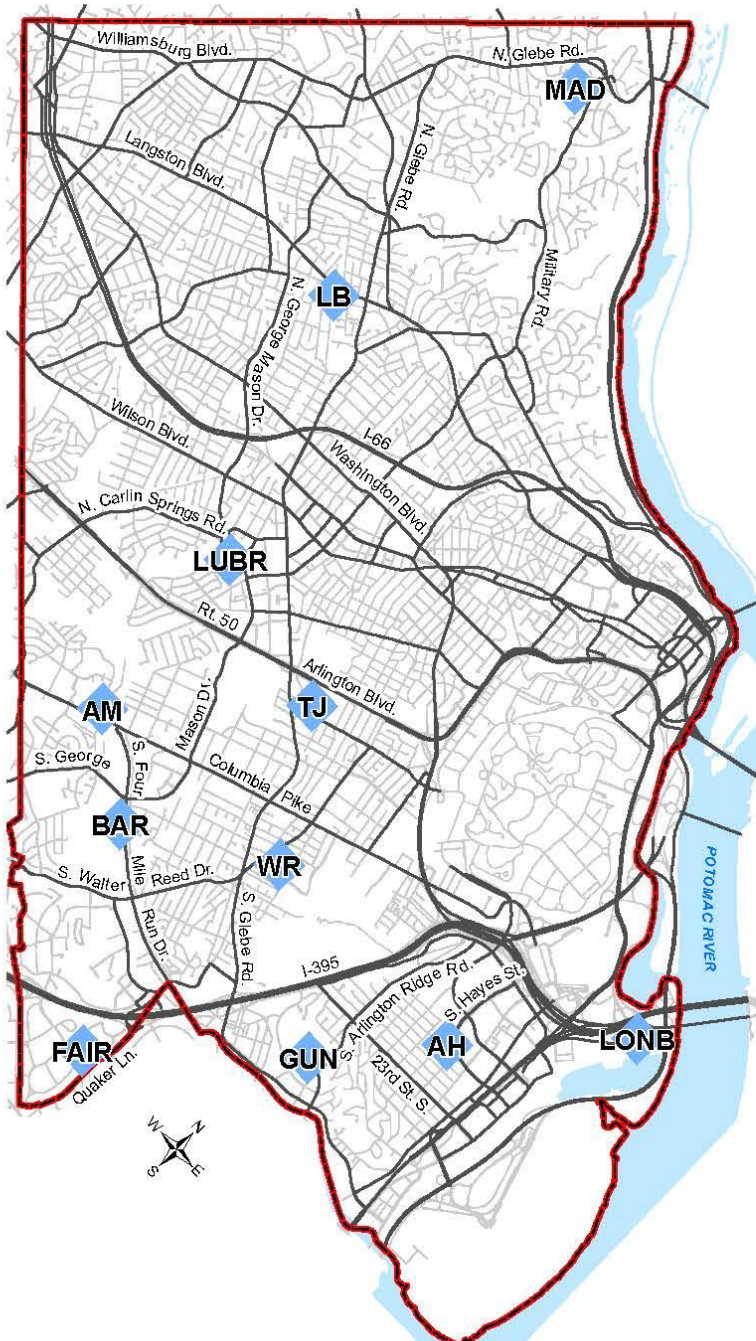 Williamsburg Blvd.
N. Glebe Rd.
MAD
Langston Blvd.
N. Glebe Rd.
Military Rd.
LB
N. George Mason Dr.
Wilson Blvd.
I-66
Washington Blvd.
N. Carlin Springs Rd.
LUBR
Rt. 50
Arlington Blvd.
AM
TJ
Mason Dr.
S. George
S. Four
Columbia Pike
BAR
Mile
WR
S. Walter Reed Dr.
Run Dr.
S. Glebe Rd.
POTOMAC RIVER
I-395
S. Arlington Ridge Rd.
S. Hayes St.
FAIR
GUN
AH
LONB
Quaker Ln.
23rd St. S.
W
N
S
E